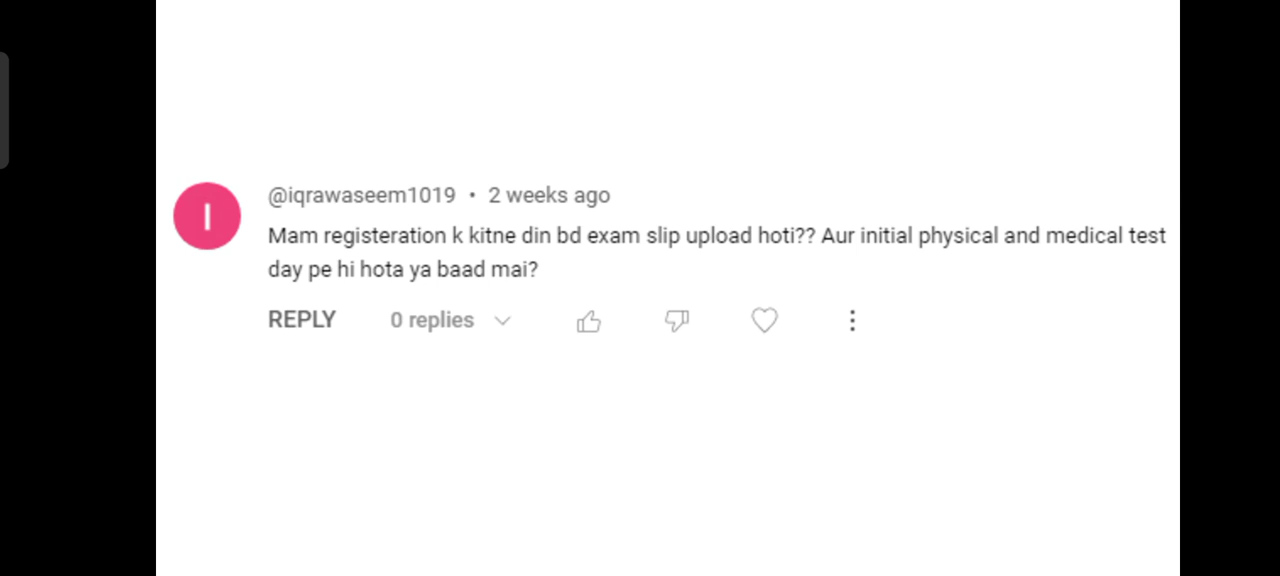 I
@iqrawaseem1019 • 2 weeks ago
Mam registeration k kitne din bd exam slip upload hoti?? Aur initial physical and medical test
day pe hi hota ya baad mai?
REPLY 0 replies